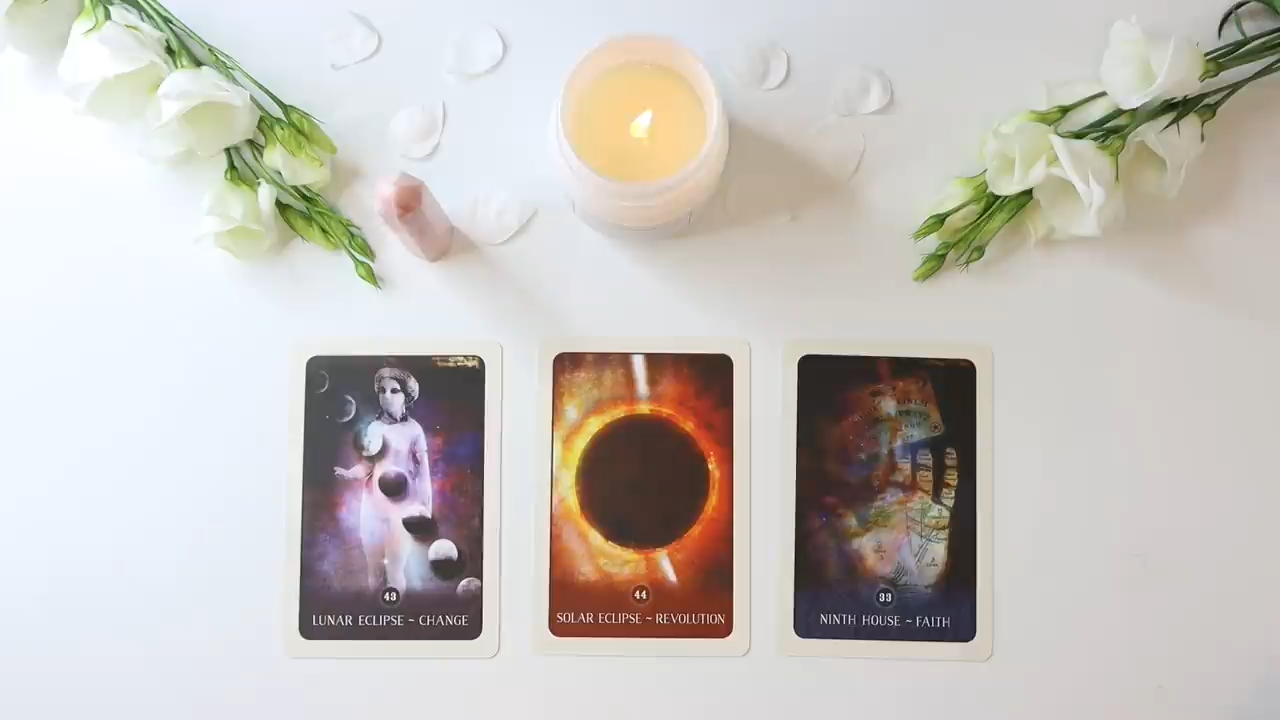 43
LUNAR ECLIPSE ~ CHANGE
44
SOLAR ECLIPSE ~ REVOLUTION
33
NINTH HOUSE ~ FAITH